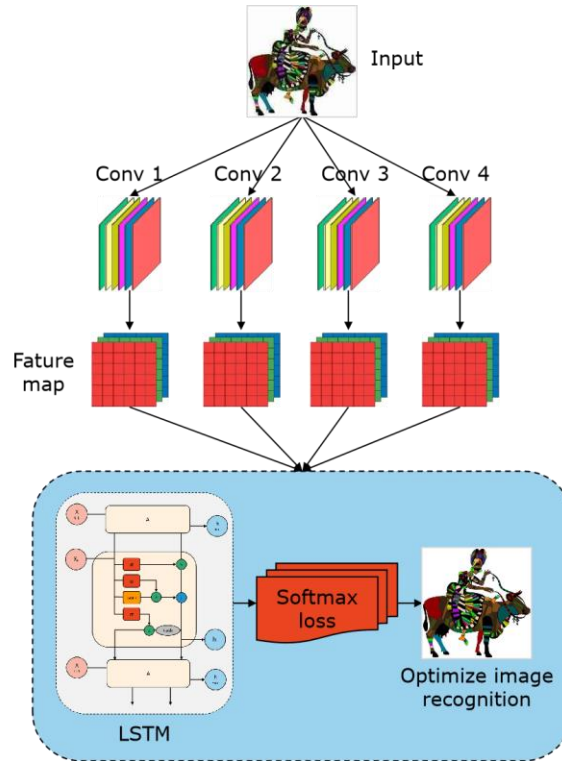 Input
Conv 1 Conv 2 Conv 3 Conv 4
Fature
map
A
A
Softmax
loss
LSTM
Optimize image
recognition